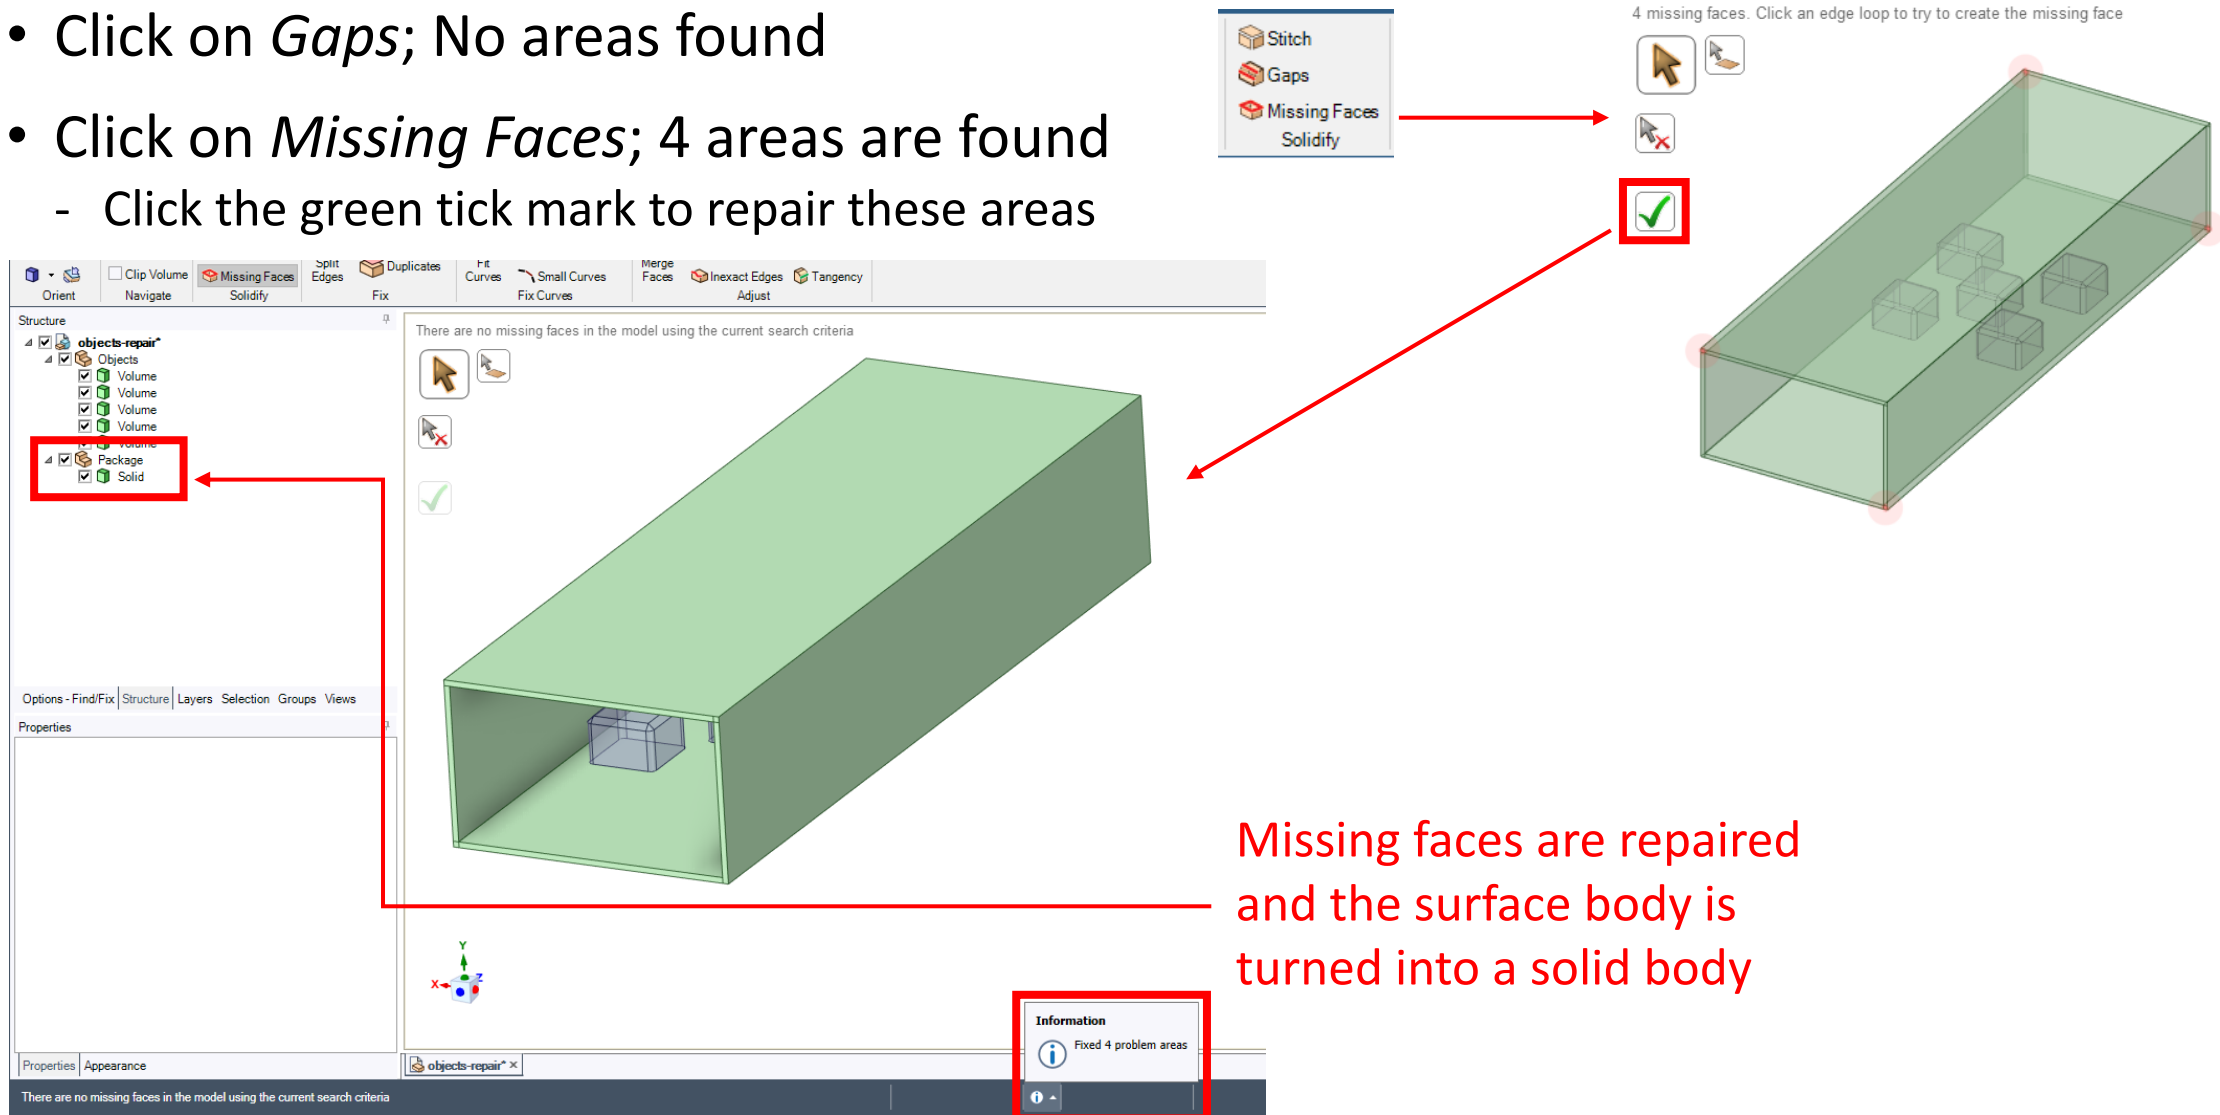 • Click on Gaps; No areas found
• Click on Missing Faces; 4 areas are found
- Click the green tick mark to repair these areas
Stitch
Gaps
Missing Faces
Solidify
4 missing faces. Click an edge loop to try to create the missing face
Clip Volume
Missing Faces
Split
Edges
Duplicates
Fit
Curves
Small Curves
Merge
Faces
Inexact Edges
Tangency
Orient
Navigate
Solidify
Fix
Fix Curves
Adjust
Structure
objects-repair*
Objects
Volume
Volume
Volume
Volume
Volume
Package
Solid
Options - Find/Fix Structure Layers Selection Groups Views
Properties
Properties Appearance
There are no missing faces in the model using the current search criteria
Y
X
Z
objects-repair* ×
Information
Fixed 4 problem areas
There are no missing faces in the model using the current search criteria
Missing faces are repaired
and the surface body is
turned into a solid body